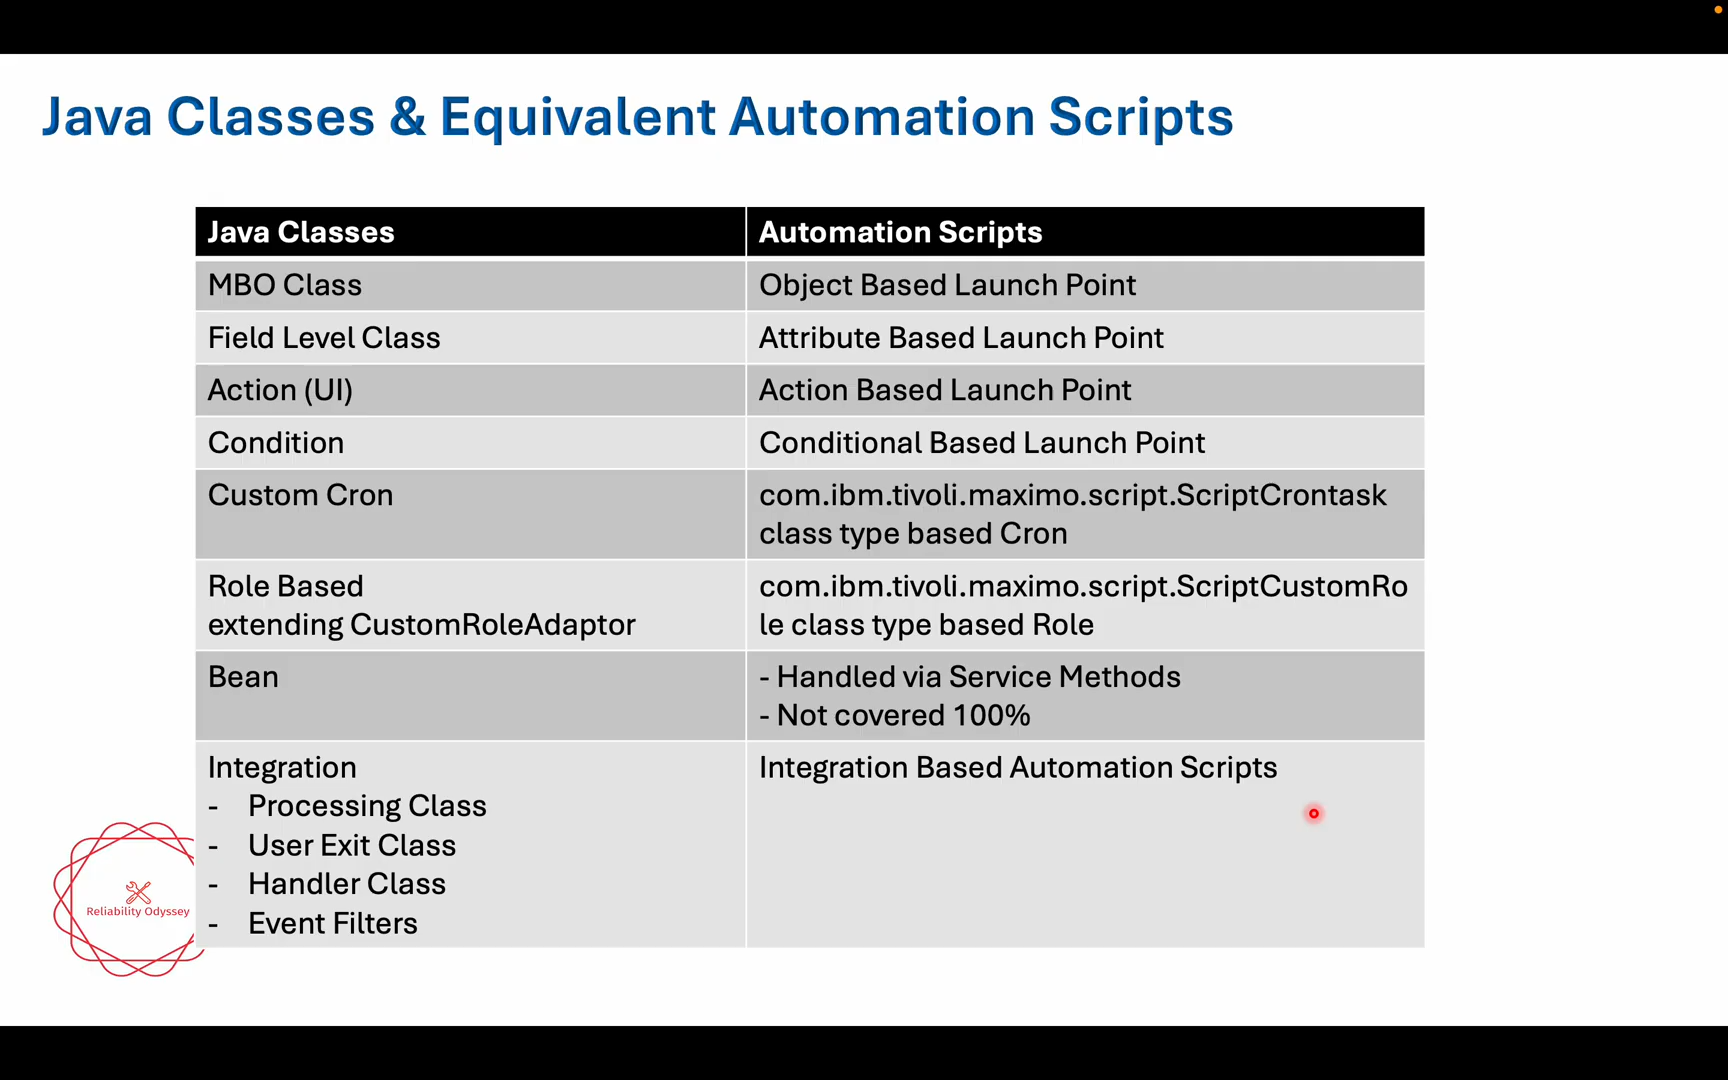 Java Classes & Equivalent Automation Scripts
Java Classes
Automation Scripts
MBO Class
Object Based Launch Point
Field Level Class
Attribute Based Launch Point
Action (UI)
Action Based Launch Point
Condition
Conditional Based Launch Point
Custom Cron
com.ibm.tivoli.maximo.script.ScriptCrontask
class type based Cron
Role Based
extending CustomRoleAdaptor
com.ibm.tivoli.maximo.script.ScriptCustomRo
le class type based Role
Bean
- Handled via Service Methods
- Not covered 100%
Integration
- Processing Class
- User Exit Class
- Handler Class
- Event Filters
Integration Based Automation Scripts
Reliability Odyssey